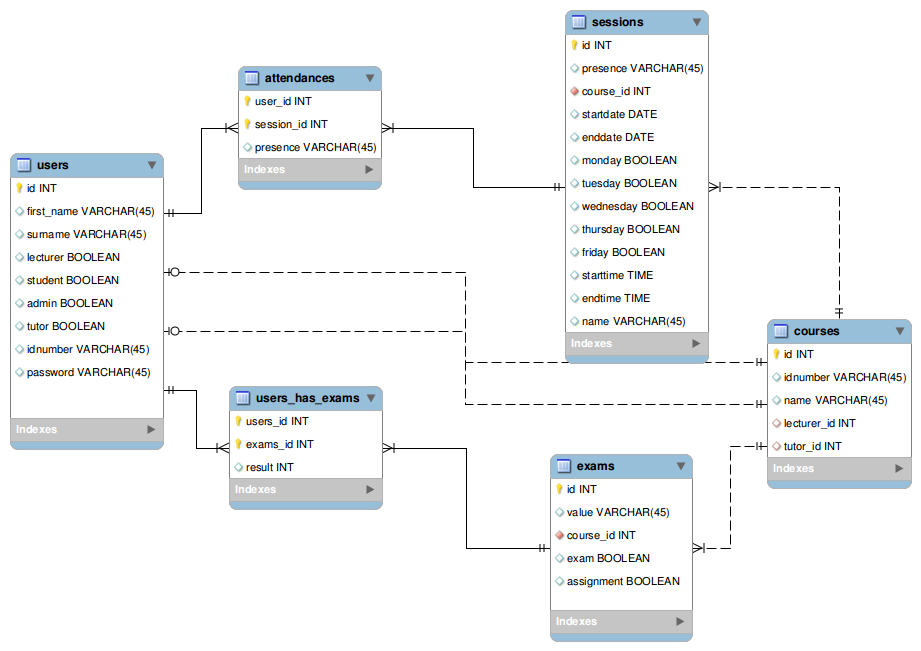 sessions
id INT
presence VARCHAR(45)
course_id INT
startdate DATE
enddate DATE
monday BOOLEAN
tuesday BOOLEAN
wednesday BOOLEAN
thursday BOOLEAN
friday BOOLEAN
starttime TIME
endtime TIME
name VARCHAR(45)
Indexes
attendances
user_id INT
session_id INT
presence VARCHAR(45)
Indexes
users
id INT
first_name VARCHAR(45)
surname VARCHAR(45)
lecturer BOOLEAN
student BOOLEAN
admin BOOLEAN
tutor BOOLEAN
idnumber VARCHAR(45)
password VARCHAR(45)
Indexes
courses
id INT
idnumber VARCHAR(45)
name VARCHAR(45)
lecturer_id INT
tutor_id INT
Indexes
users_has_exams
users_id INT
exams_id INT
result INT
Indexes
exams
id INT
value VARCHAR(45)
course_id INT
exam BOOLEAN
assignment BOOLEAN
Indexes